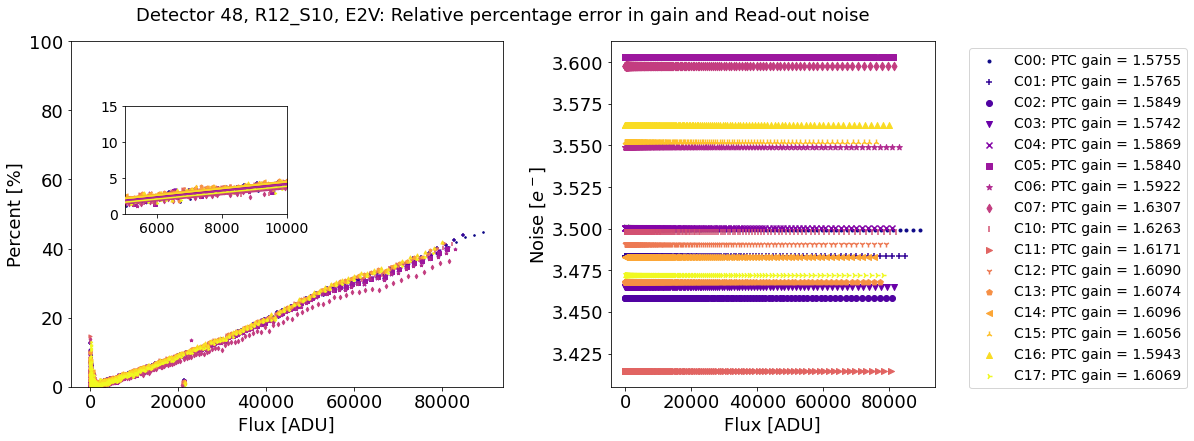 Detector 48, R12_S10, E2V: Relative percentage error in gain and Read-out noise
100
80
60
40
20
0
Percent [%]
15
10
5
0
6000 8000 10000
0 20000 40000 60000 80000
Flux [ADU]
3.600
3.575
3.550
3.525
3.500
3.475
3.450
3.425
Noise [e⁻]
0 20000 40000 60000 80000
Flux [ADU]
C00: PTC gain = 1.5755
C01: PTC gain = 1.5765
C02: PTC gain = 1.5849
C03: PTC gain = 1.5742
C04: PTC gain = 1.5869
C05: PTC gain = 1.5840
C06: PTC gain = 1.5922
C07: PTC gain = 1.6307
C10: PTC gain = 1.6263
C11: PTC gain = 1.6171
C12: PTC gain = 1.6090
C13: PTC gain = 1.6074
C14: PTC gain = 1.6096
C15: PTC gain = 1.6056
C16: PTC gain = 1.5943
C17: PTC gain = 1.6069